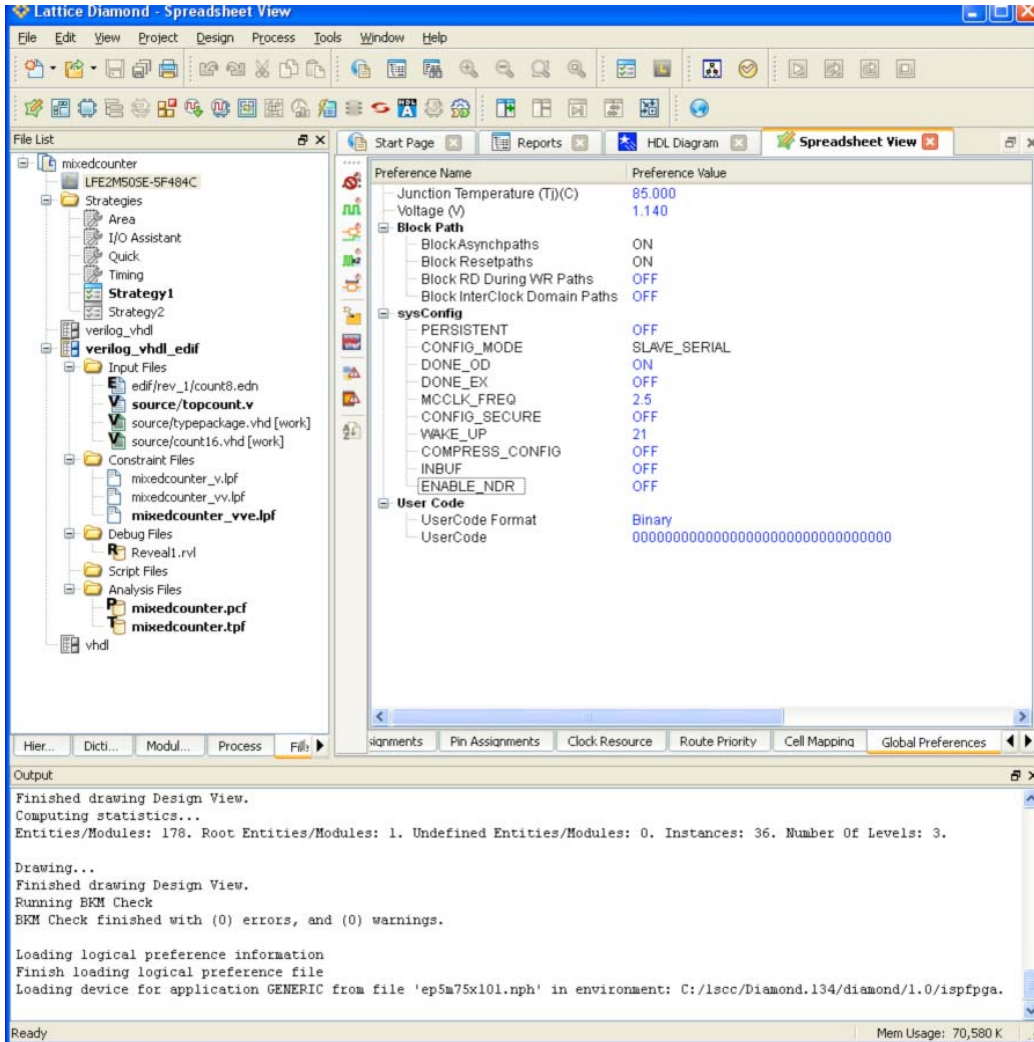 Lattice Diamond - Spreadsheet View
File Edit View Project Design Process Tools Window Help
File List
Start Page
Reports
HDL Diagram
Spreadsheet View
mixedcounter
LFE2M50SE-5F484C
Strategies
Area
I/O Assistant
Quick
Timing
Strategy1
Strategy2
verilog_vhdl
verilog_vhdl_edif
Input Files
edif/rev_1/count8.edn
source/topcount.v
source/typepackage.vhd [work]
source/count16.vhd [work]
Constraint Files
mixedcounter_v.lpf
mixedcounter_vv.lpf
mixedcounter_vve.lpf
Debug Files
Reveal1.rvl
Script Files
Analysis Files
mixedcounter.pcf
mixedcounter.tpf
vhdl
Hier... Dicti... Modul... Process
Preference Name Preference Value
Junction Temperature (Tj)(C) 85.000
Voltage (V) 1.140
Block Path
Block Asynchpaths ON
Block Resetpaths ON
Block RD During WR Paths OFF
Block InterClock Domain Paths OFF
sysConfig
PERSISTENT OFF
CONFIG_MODE SLAVE_SERIAL
DONE_OD ON
DONE_EX OFF
MCCLK_FREQ 2.5
CONFIG_SECURE OFF
WAKE_UP 21
COMPRESS_CONFIG OFF
INBUF OFF
ENABLE_NDR OFF
User Code
UserCode Format Binary
UserCode 00000000000000000000000000000000
signments Pin Assignments Clock Resource Route Priority Cell Mapping Global Preferences
Output
Finished drawing Design View.
Computing statistics...
Entities/Modules: 178. Root Entities/Modules: 1. Undefined Entities/Modules: 0. Instances: 36. Number Of Levels: 3.
Drawing...
Finished drawing Design View.
Running BKM Check
BKM Check finished with (0) errors, and (0) warnings.
Loading logical preference information
Finish loading logical preference file
Loading device for application GENERIC from file 'ep5m75x101.nph' in environment: C:/lscc/Diamond.134/diamond/1.0/ispfpga.
Ready
Mem Usage: 70,580 K